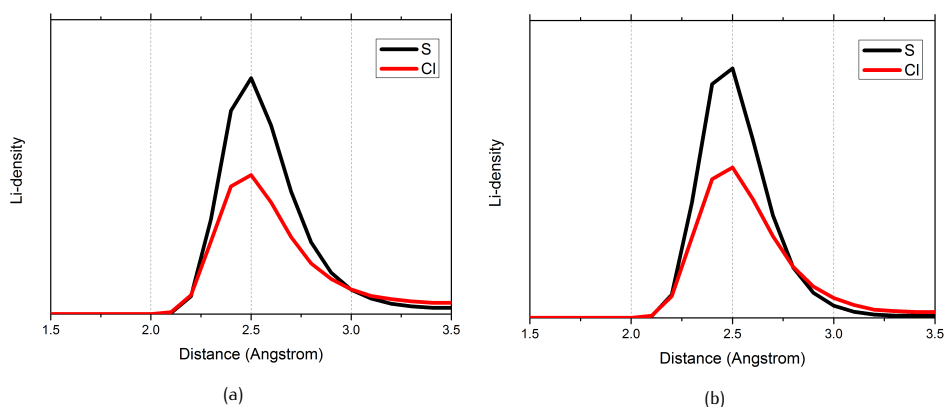 Li-density
S
Cl
1.5 2.0 2.5 3.0 3.5
Distance (Angstrom)
(a)
Li-density
S
Cl
1.5 2.0 2.5 3.0 3.5
Distance (Angstrom)
(b)